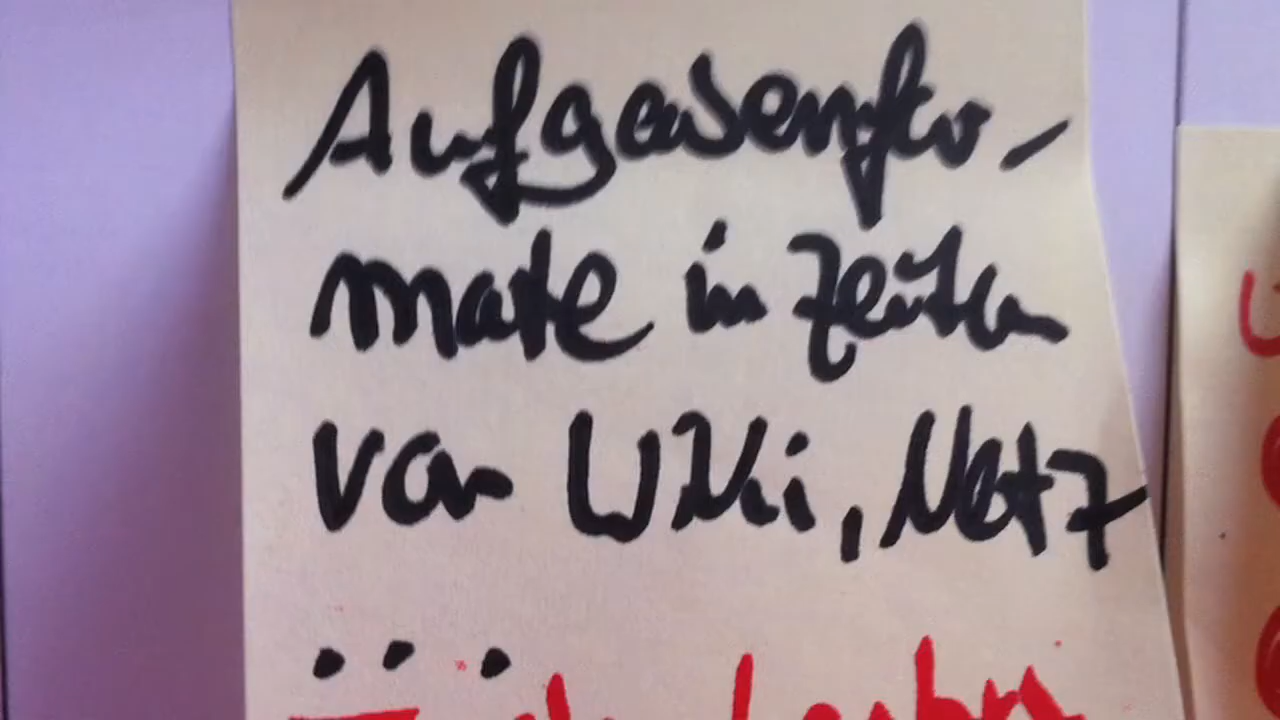 Aufgabenfor-
mate in Zeiten
von Wiki, Netz
...